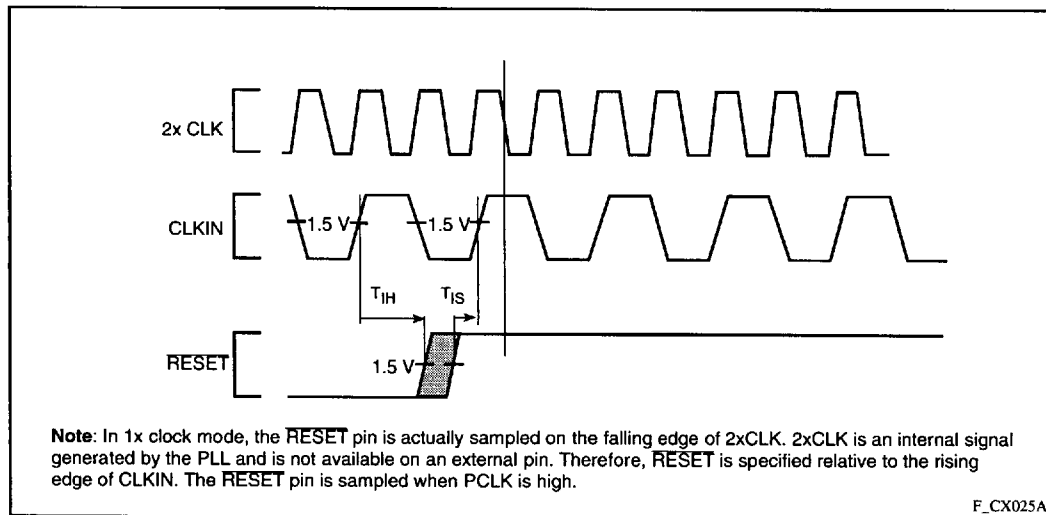 2x CLK
CLKIN
1.5 V
1.5 V
TIH
TIS
RESET
1.5 V
Note: In 1x clock mode, the RESET pin is actually sampled on the falling edge of 2xCLK. 2xCLK is an internal signal
generated by the PLL and is not available on an external pin. Therefore, RESET is specified relative to the rising
edge of CLKIN. The RESET pin is sampled when PCLK is high.
F_CX025A